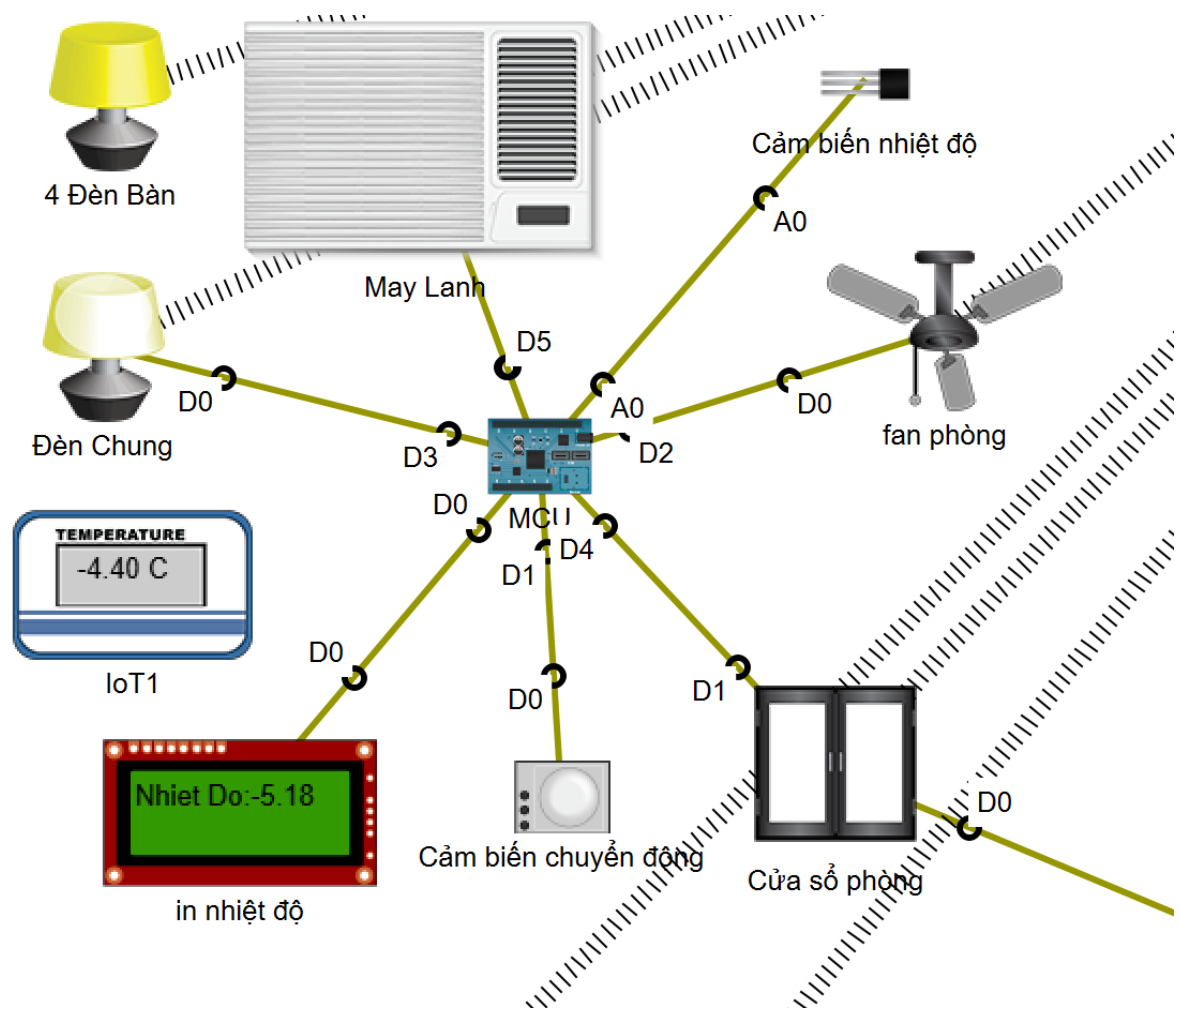 4 Đèn Bàn
May Lanh
Cảm biến nhiệt độ
A0
D5
D0
Đèn Chung
D3
A0
D0
D2
fan phòng
MCU
D0
D1
D4
TEMPERATURE
-4.40 C
IoT1
D0
D0
D1
Nhiet Do:-5.18
in nhiệt độ
Cảm biến chuyển động
Cửa sổ phòng
D0